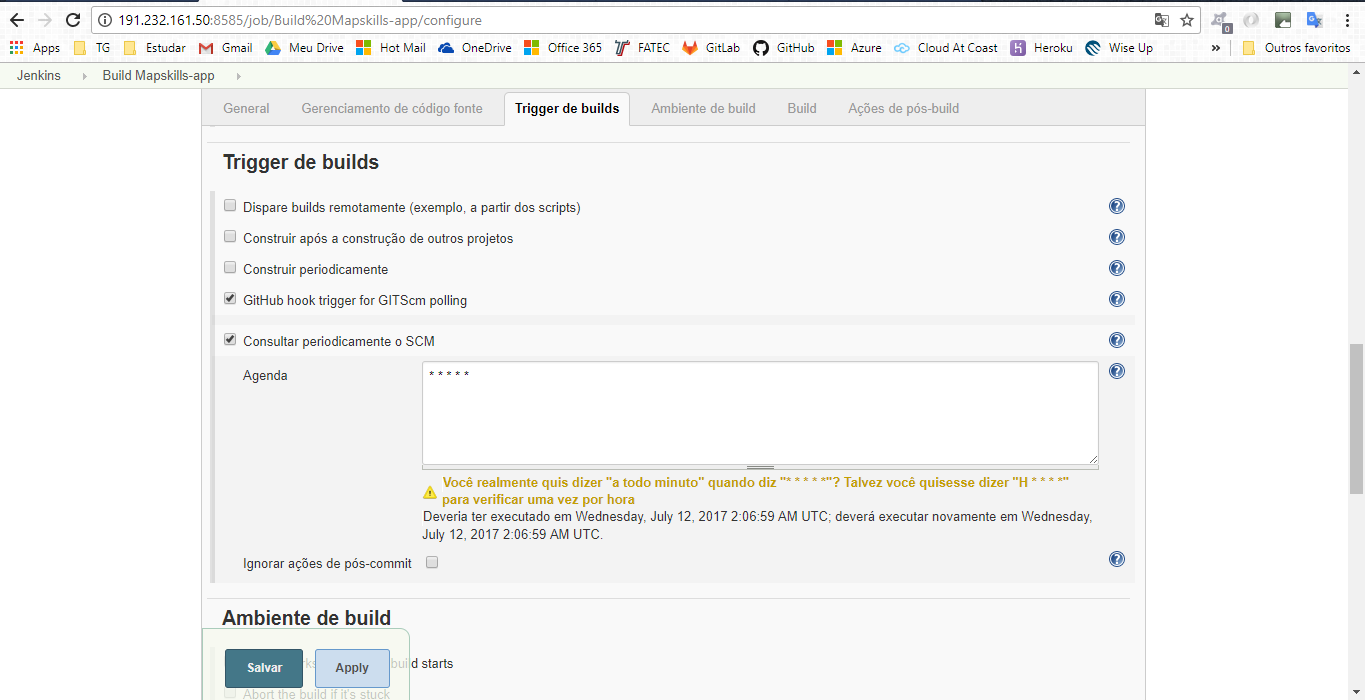 191.232.161.50:8585/job/Build%20Mapskills-app/configure
0
Apps TG Estudar Gmail Meu Drive Hot Mail OneDrive Office 365 FATEC GitLab GitHub Azure Cloud At Coast Heroku Wise Up » Outros favoritos
Jenkins Build Mapskills-app
General Gerenciamento de código fonte Trigger de builds Ambiente de build Build Ações de pós-build
Trigger de builds
Dispare builds remotamente (exemplo, a partir dos scripts)
Construir após a construção de outros projetos
Construir periodicamente
GitHub hook trigger for GITScm polling
Consultar periodicamente o SCM
Agenda
* * * * *
Você realmente quis dizer "a todo minuto" quando diz "* * * * *"? Talvez você quisesse dizer "H * * * *"
para verificar uma vez por hora
Deveria ter executado em Wednesday, July 12, 2017 2:06:59 AM UTC; deverá executar novamente em Wednesday,
July 12, 2017 2:06:59 AM UTC.
Ignorar ações de pós-commit
Ambiente de build
build starts
Salvar Apply
Abort the build if it's stuck